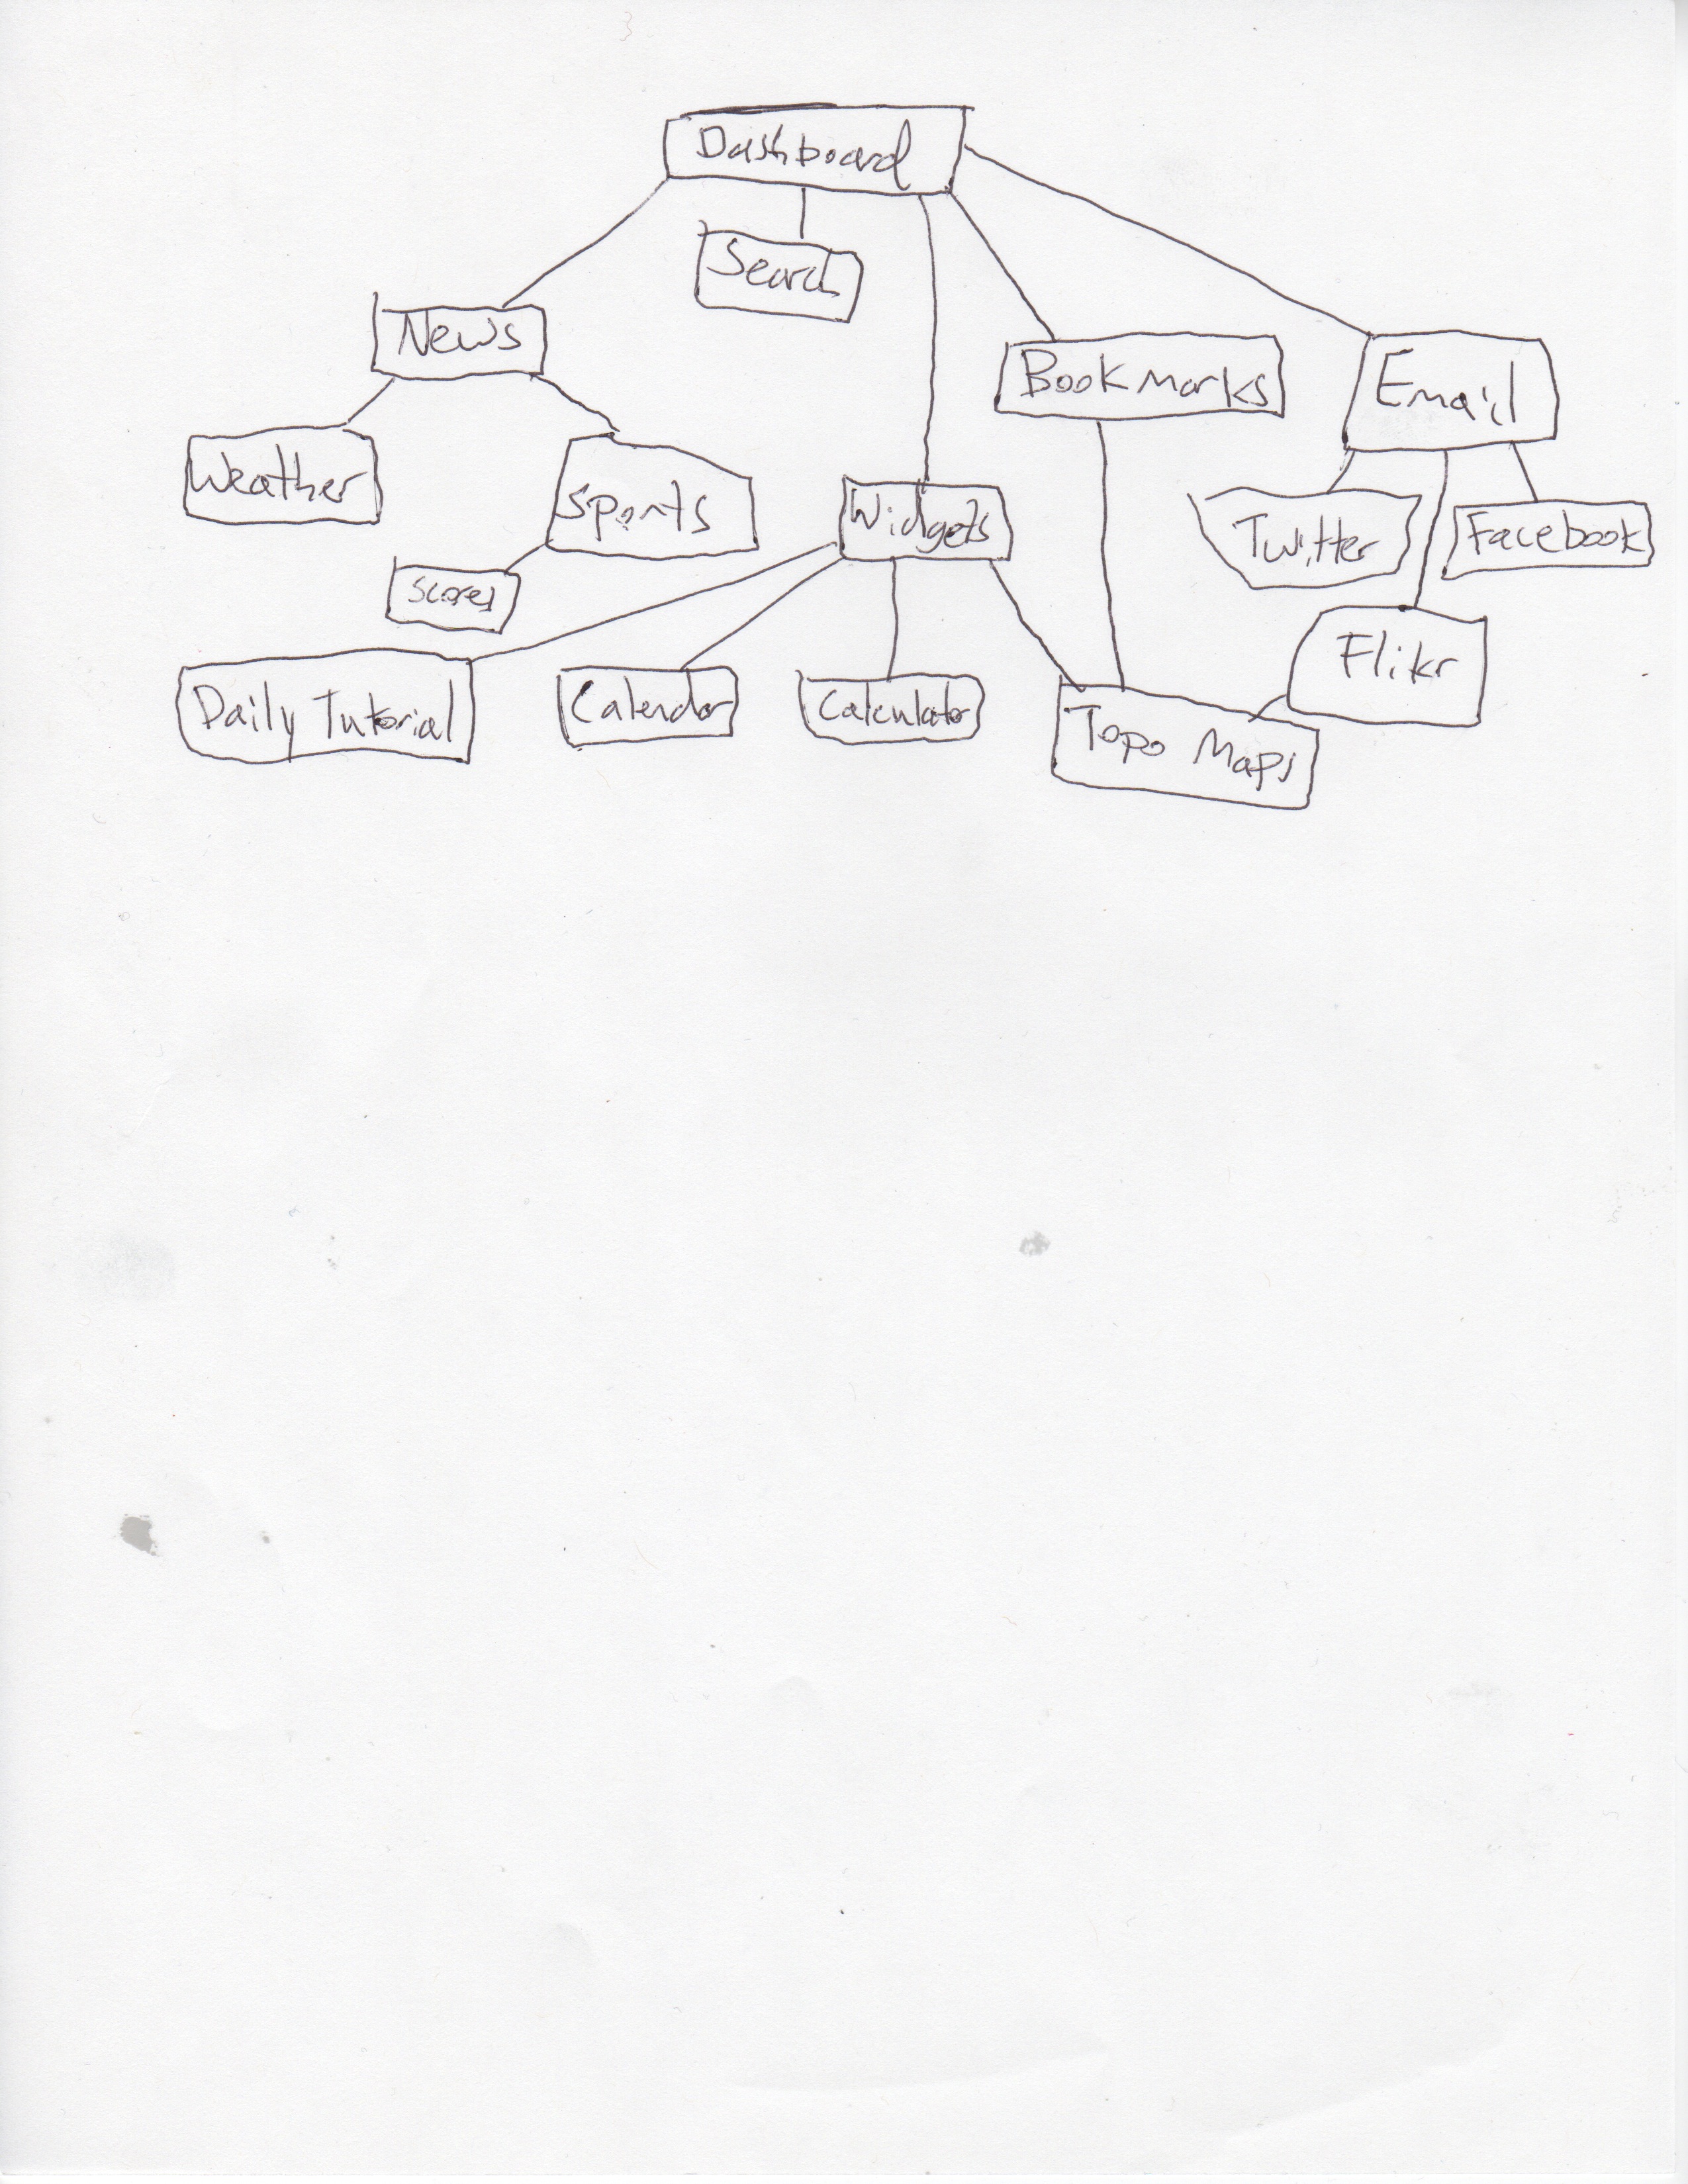 Dashboard
Search
News
Bookmarks
Email
Weather
Sports
Widgets
Twitter
Facebook
Scores
Flikr
Daily Tutorial
Calendar
Calculator
Topo Maps